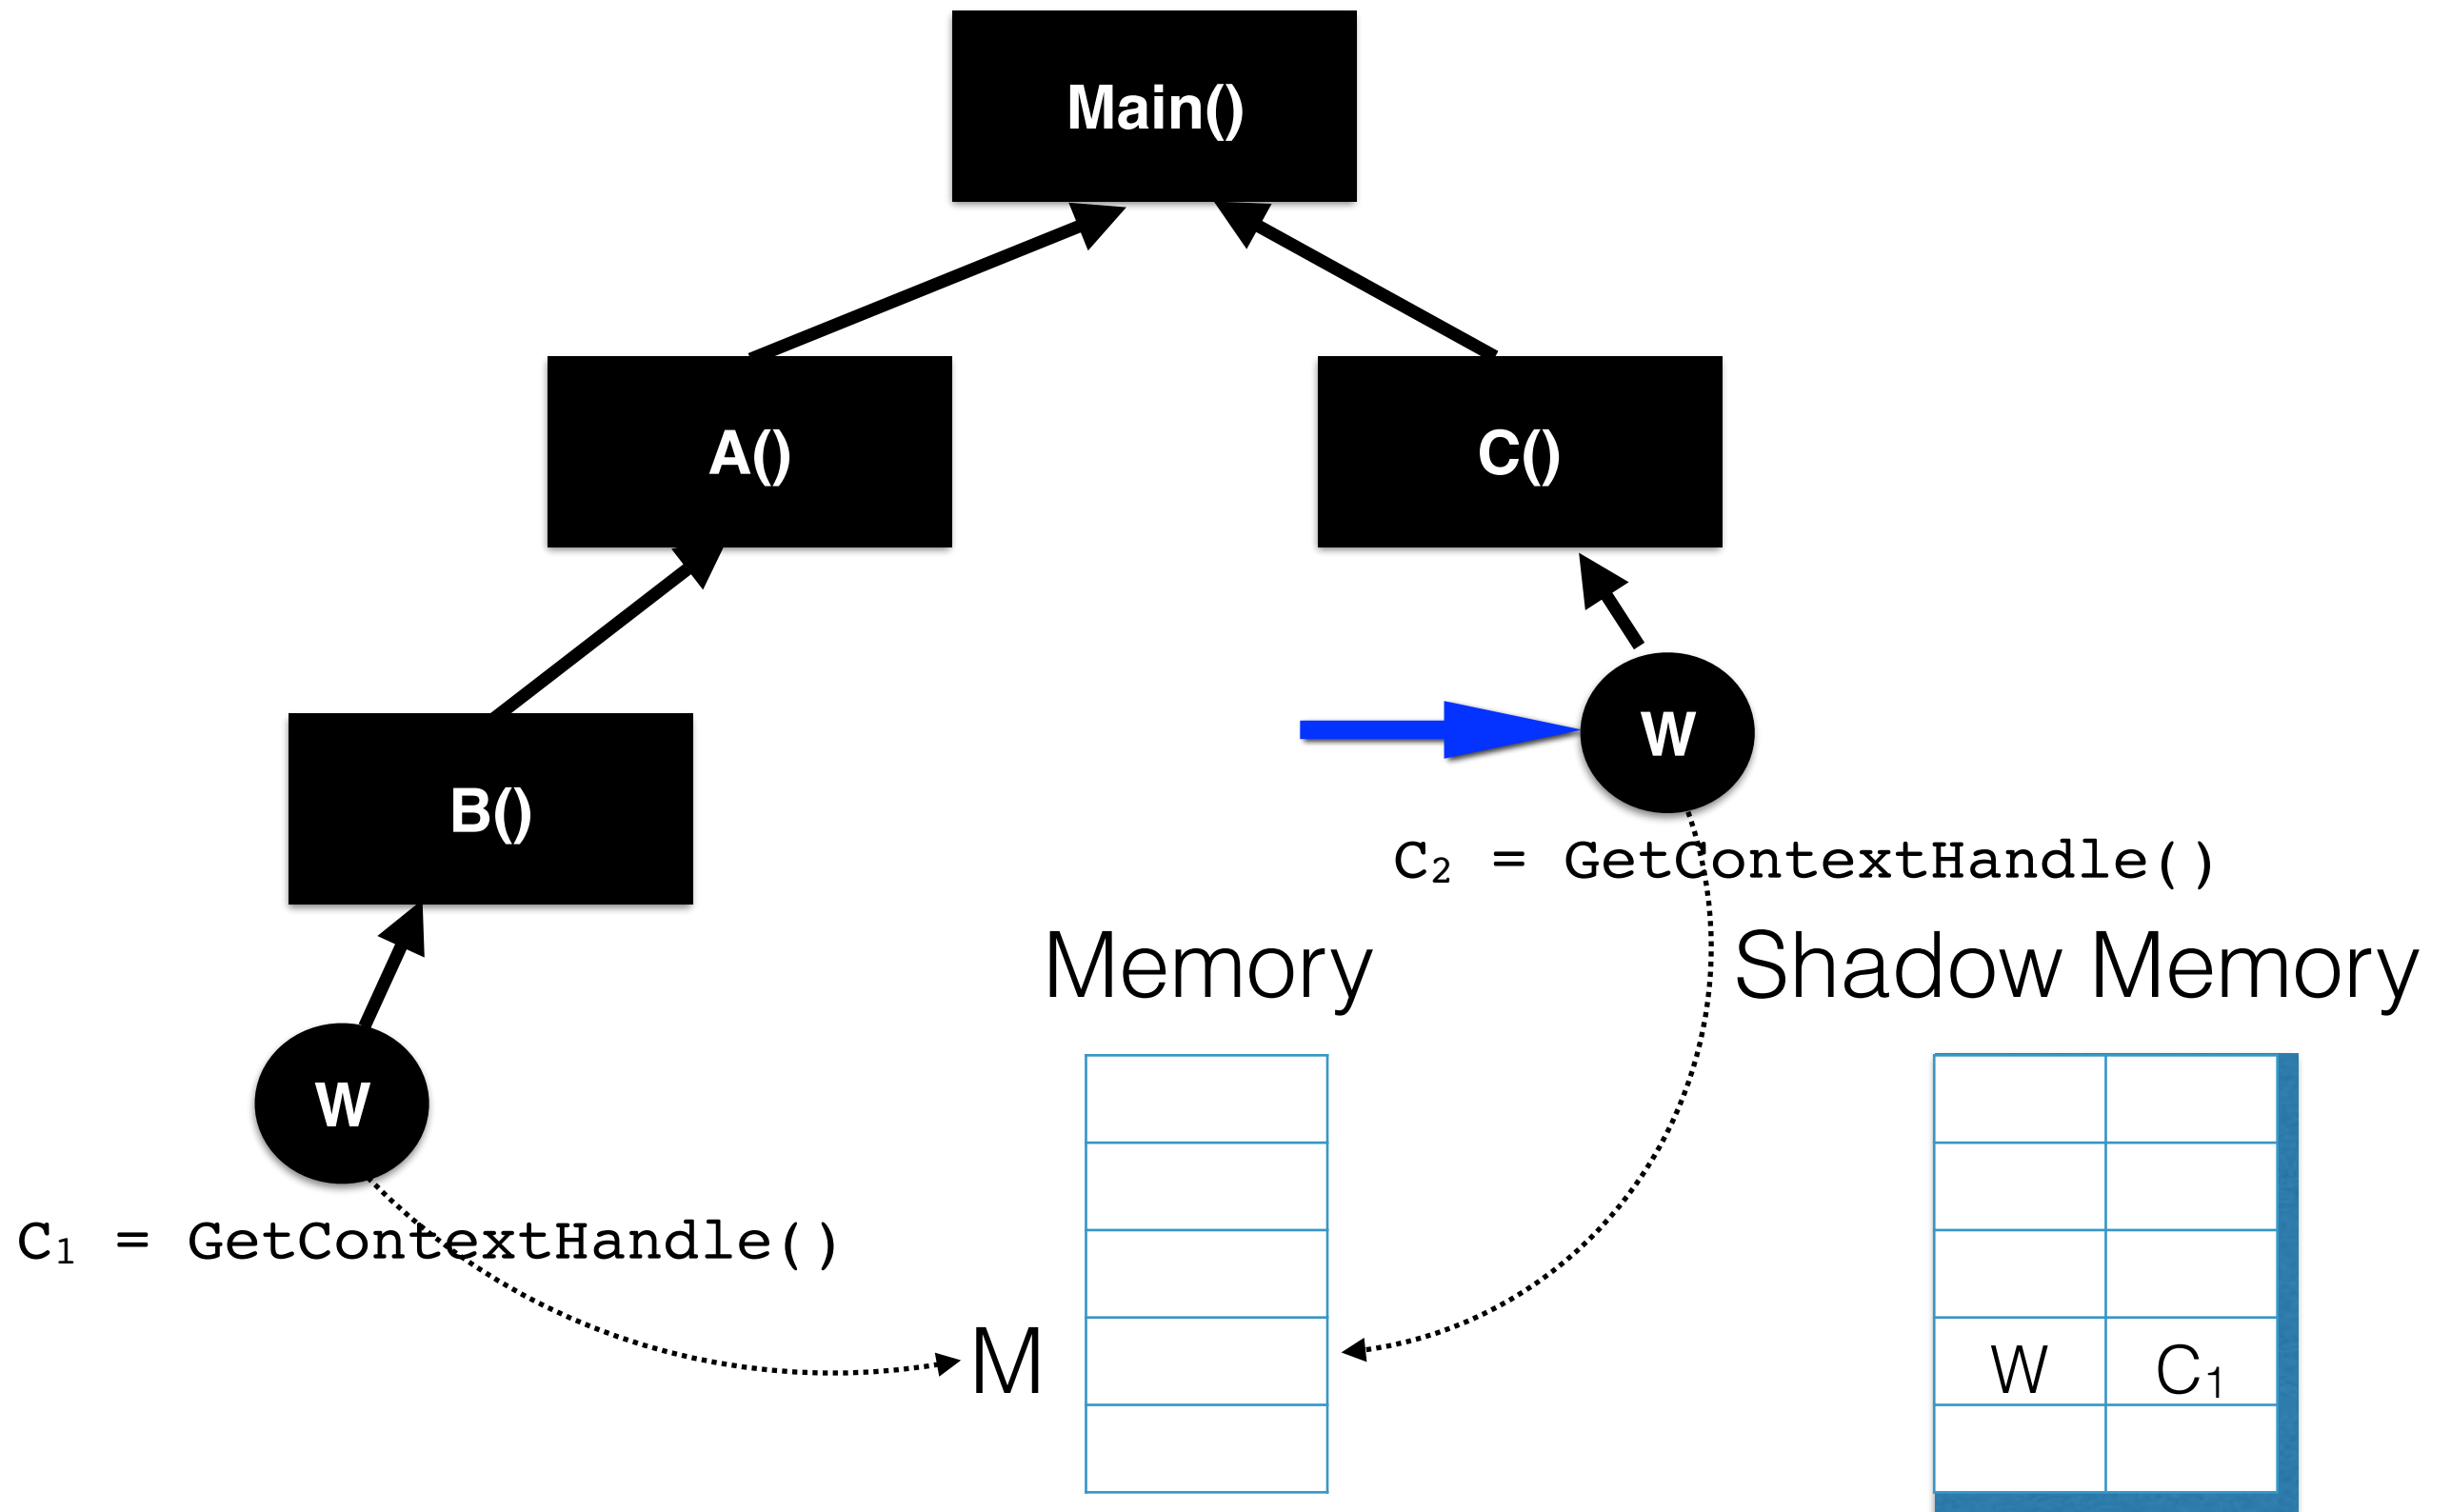 Main()
A()
C()
B()
W
C₂ = GetContextHandle()
Memory
Shadow Memory
W
C₁ = GetContextHandle()
M
W C₁